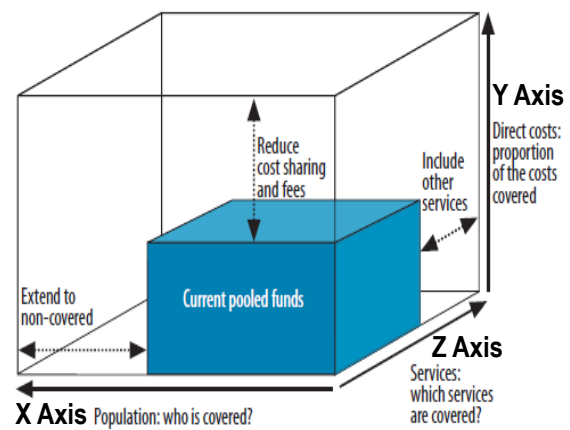 Y Axis
Direct costs:
proportion
of the costs
covered
Reduce
cost sharing
and fees
Include
other
services
Extend to
non-covered
Current pooled funds
Z Axis
Services:
which services
are covered?
X Axis Population: who is covered?